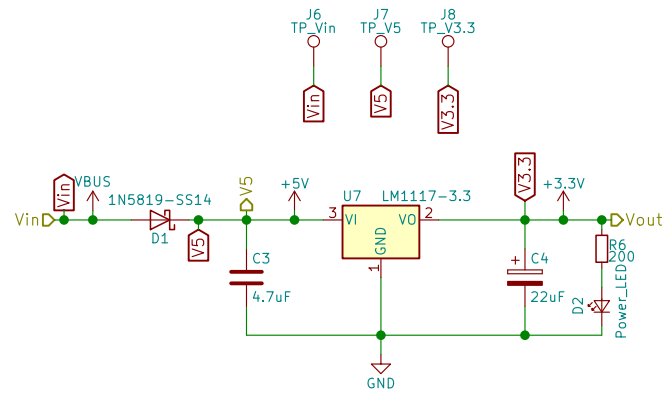 J6 J7 J8
TP_Vin TP_V5 TP_V3.3
Vin V5 V3.3
Vin VBUS V5 +5V V3.3 +3.3V
1N5819-SS14 U7 LM1117-3.3
Vin 3 VI VO 2 Vout
D1 V5 GND R6
200
1
C3 C4
+
4.7uF 22uF D2 Power_LED
GND